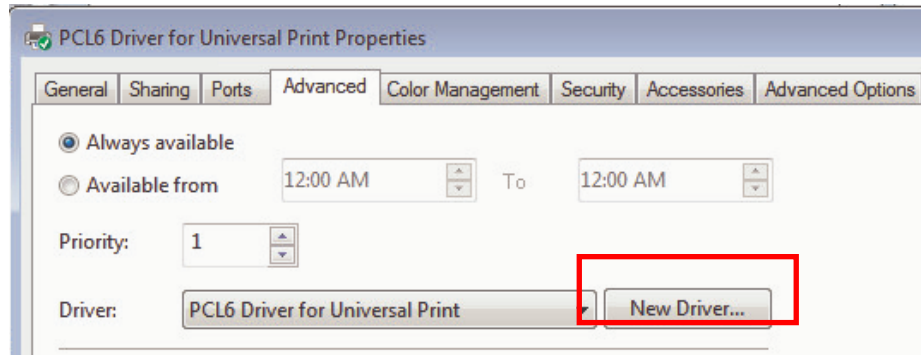 PCL6 Driver for Universal Print Properties
General Sharing Ports Advanced Color Management Security Accessories Advanced Options
Always available
Available from 12:00 AM To 12:00 AM
Priority: 1
Driver: PCL6 Driver for Universal Print New Driver...